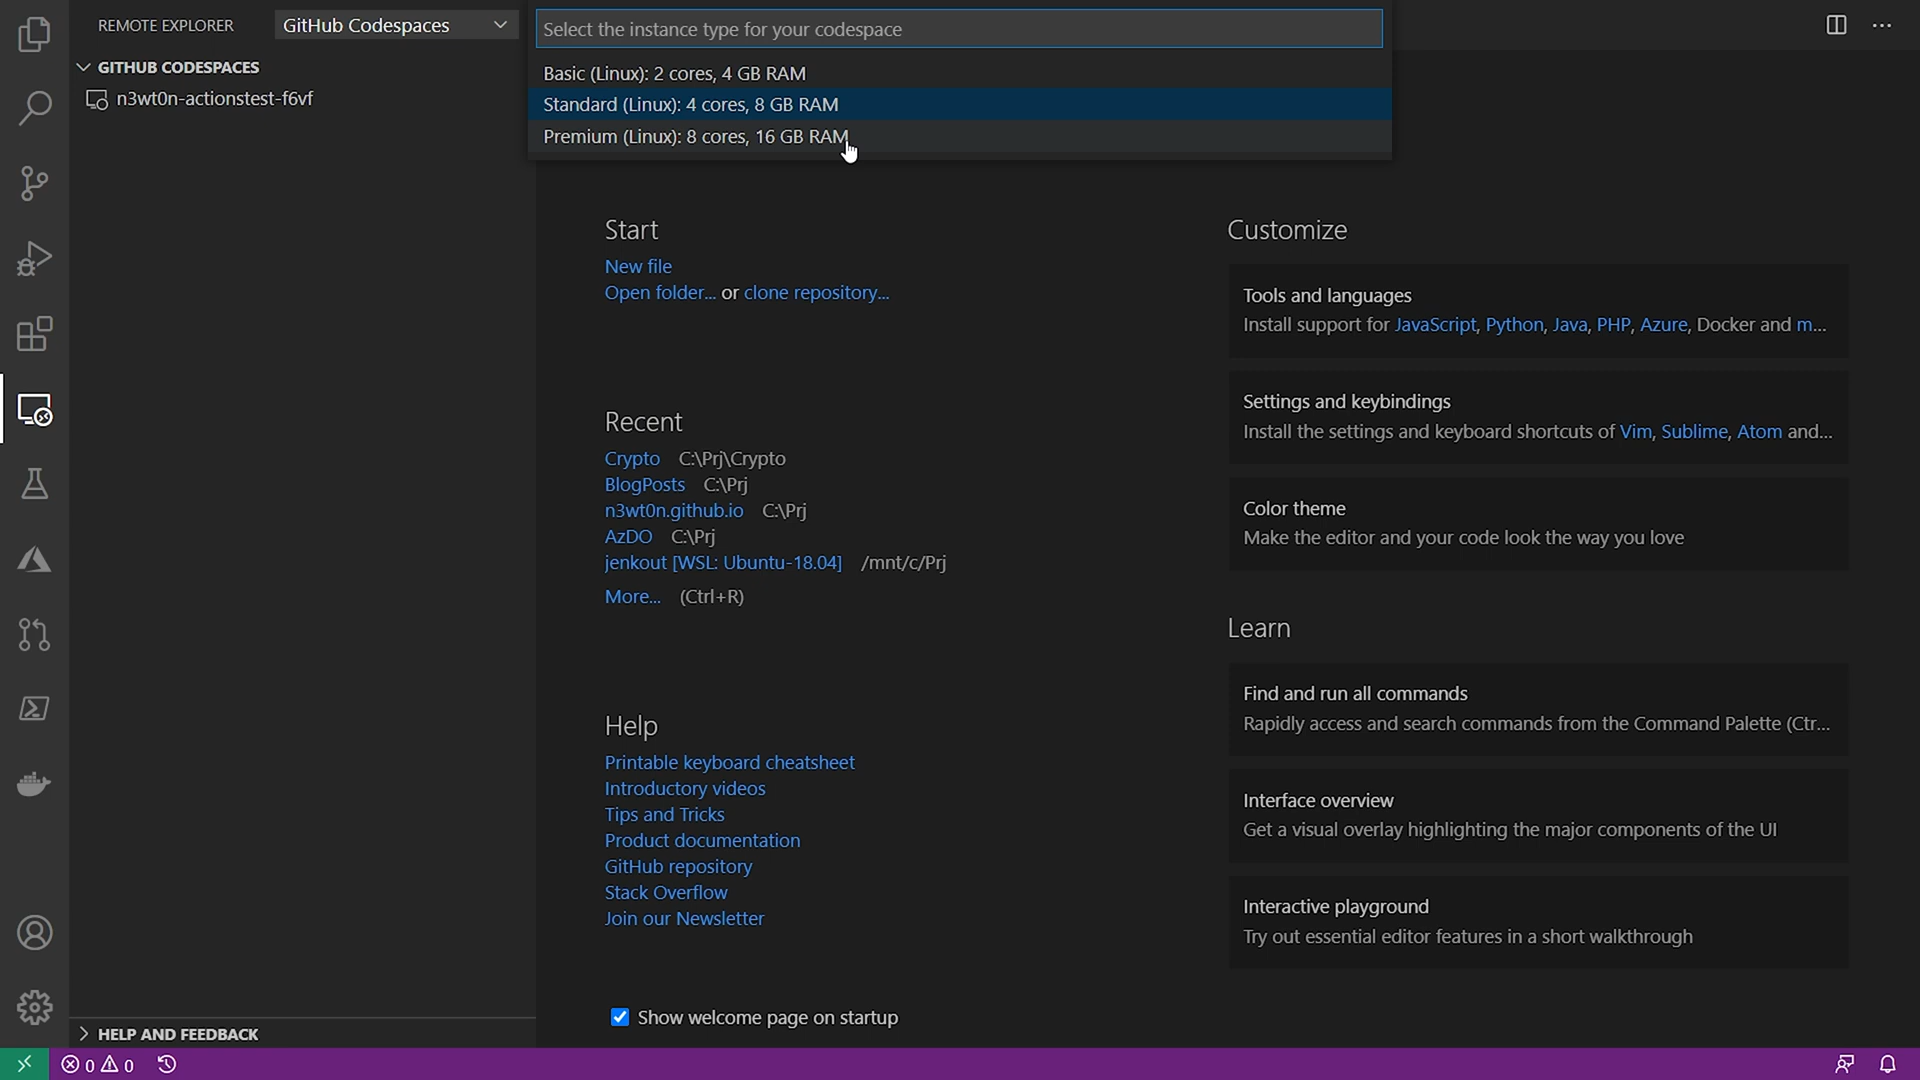 REMOTE EXPLORER
GitHub Codespaces
GITHUB CODESPACES
n3wt0n-actionstest-f6vf
Select the instance type for your codespace
Basic (Linux): 2 cores, 4 GB RAM
Standard (Linux): 4 cores, 8 GB RAM
Premium (Linux): 8 cores, 16 GB RAM
Start
New file
Open folder... or clone repository...
Recent
Crypto C:\Prj\Crypto
BlogPosts C:\Prj
n3wt0n.github.io C:\Prj
AzDO C:\Prj
jenkout [WSL: Ubuntu-18.04] /mnt/c/Prj
More... (Ctrl+R)
Help
Printable keyboard cheatsheet
Introductory videos
Tips and Tricks
Product documentation
GitHub repository
Stack Overflow
Join our Newsletter
Show welcome page on startup
Customize
Tools and languages
Install support for JavaScript, Python, Java, PHP, Azure, Docker and m...
Settings and keybindings
Install the settings and keyboard shortcuts of Vim, Sublime, Atom and...
Color theme
Make the editor and your code look the way you love
Learn
Find and run all commands
Rapidly access and search commands from the Command Palette (Ctr...
Interface overview
Get a visual overlay highlighting the major components of the UI
Interactive playground
Try out essential editor features in a short walkthrough
HELP AND FEEDBACK
0 0